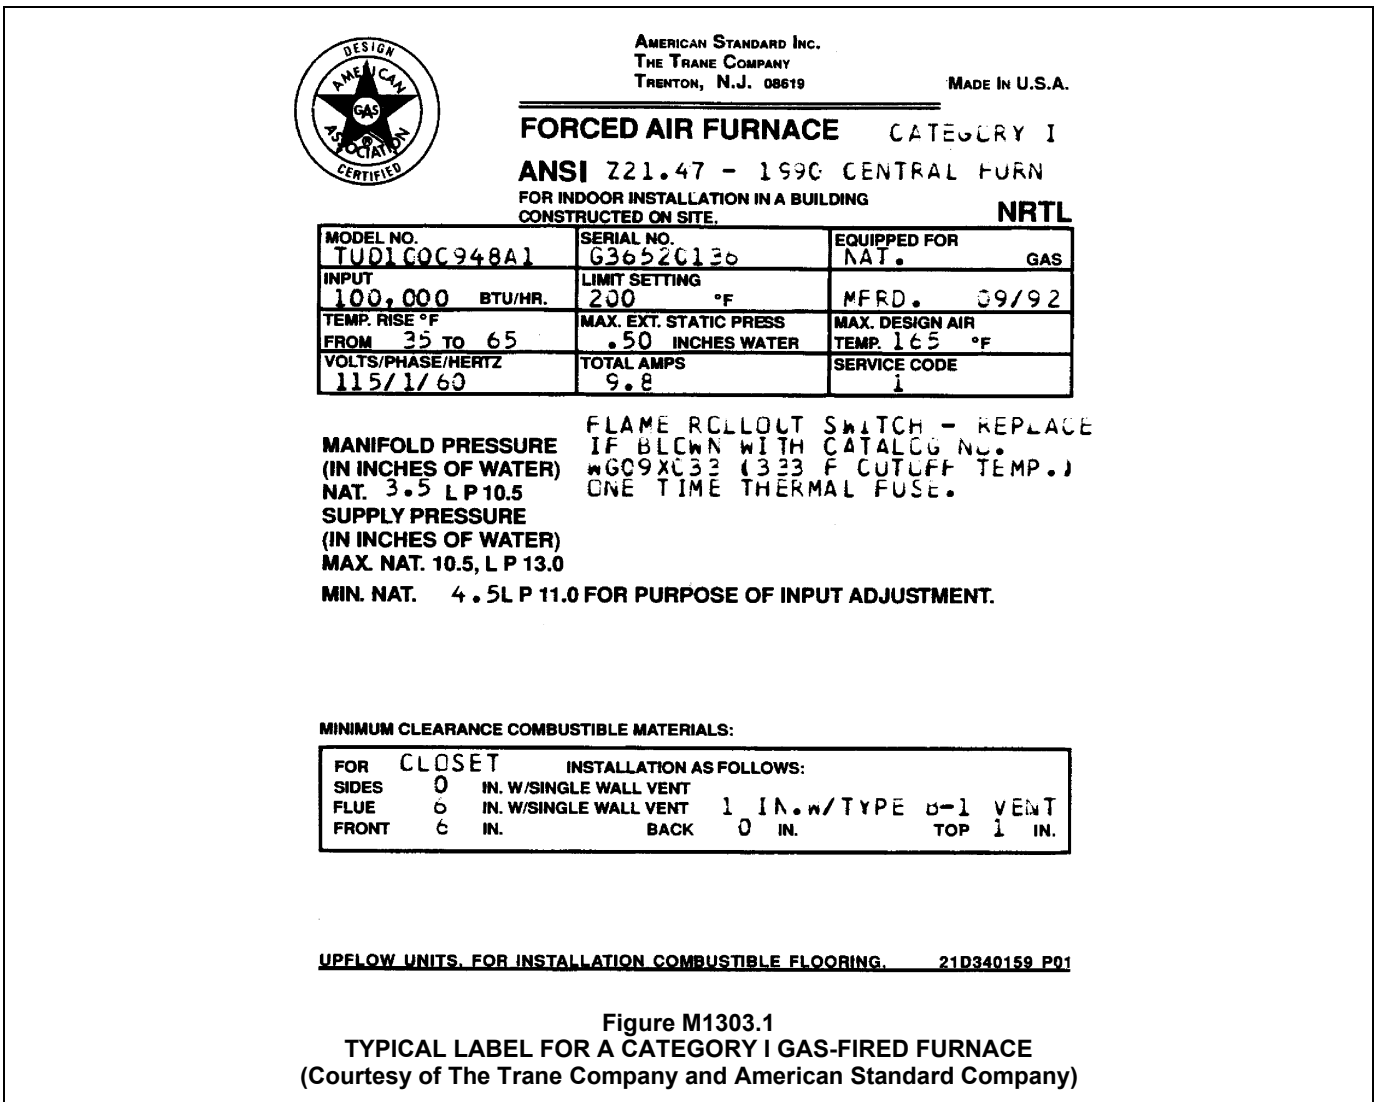 DESIGN
AMERICAN
GAS
ASSOCIATION
®
CERTIFIED
AMERICAN STANDARD INC.
THE TRANE COMPANY
TRENTON, N.J. 08619 MADE IN U.S.A.
FORCED AIR FURNACE CATEGORY I
ANSI Z21.47 - 1990 CENTRAL FURN
FOR INDOOR INSTALLATION IN A BUILDING
CONSTRUCTED ON SITE. NRTL
MODEL NO. SERIAL NO. EQUIPPED FOR
TUD100C948A1 NAT. GAS
INPUT LIMIT SETTING
100,000 BTU/HR. 200 °F MFRD. 09/92
TEMP. RISE °F MAX. EXT. STATIC PRESS MAX. DESIGN AIR
FROM 35 TO 65 .50 INCHES WATER TEMP. 165 °F
VOLTS/PHASE/HERTZ TOTAL AMPS SERVICE CODE
115/1/60 9.8 1
FLAME ROLLOUT SWITCH - REPLACE
MANIFOLD PRESSURE IF BLOWN WITH CATALOG NO.
(IN INCHES OF WATER) (333 F CUTOFF TEMP.)
NAT. 3.5 L P 10.5 ONE TIME THERMAL FUSE.
SUPPLY PRESSURE
(IN INCHES OF WATER)
MAX. NAT. 10.5, L P 13.0
MIN. NAT. 4.5 L P 11.0 FOR PURPOSE OF INPUT ADJUSTMENT.
MINIMUM CLEARANCE COMBUSTIBLE MATERIALS:
FOR CLOSET INSTALLATION AS FOLLOWS:
SIDES 0 IN. W/SINGLE WALL VENT
FLUE 6 IN. W/SINGLE WALL VENT 1 IN.W/TYPE B-1 VENT
FRONT 6 IN. BACK 0 IN. TOP 1 IN.
UPFLOW UNITS. FOR INSTALLATION COMBUSTIBLE FLOORING. 21D340159 P01
Figure M1303.1
TYPICAL LABEL FOR A CATEGORY I GAS-FIRED FURNACE
(Courtesy of The Trane Company and American Standard Company)